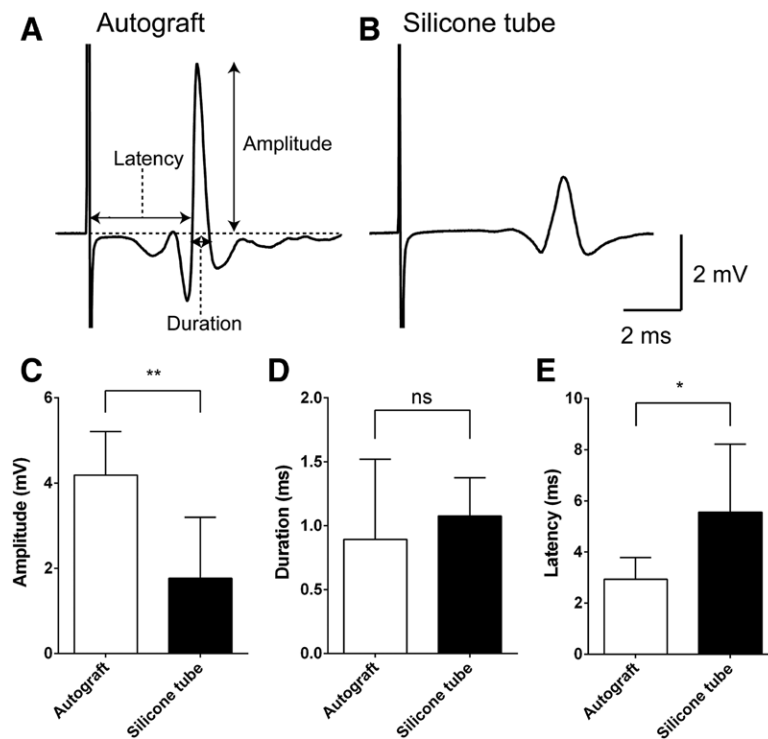 A Autograft
B Silicone tube
Latency
Amplitude
Duration
2 mV
2 ms
C
**
6
4
2
0
Amplitude (mV)
Autograft
Silicone tube
D
ns
2.0
1.5
1.0
0.5
0.0
Duration (ms)
Autograft
Silicone tube
E
*
10
8
6
4
2
0
Latency (ms)
Autograft
Silicone tube